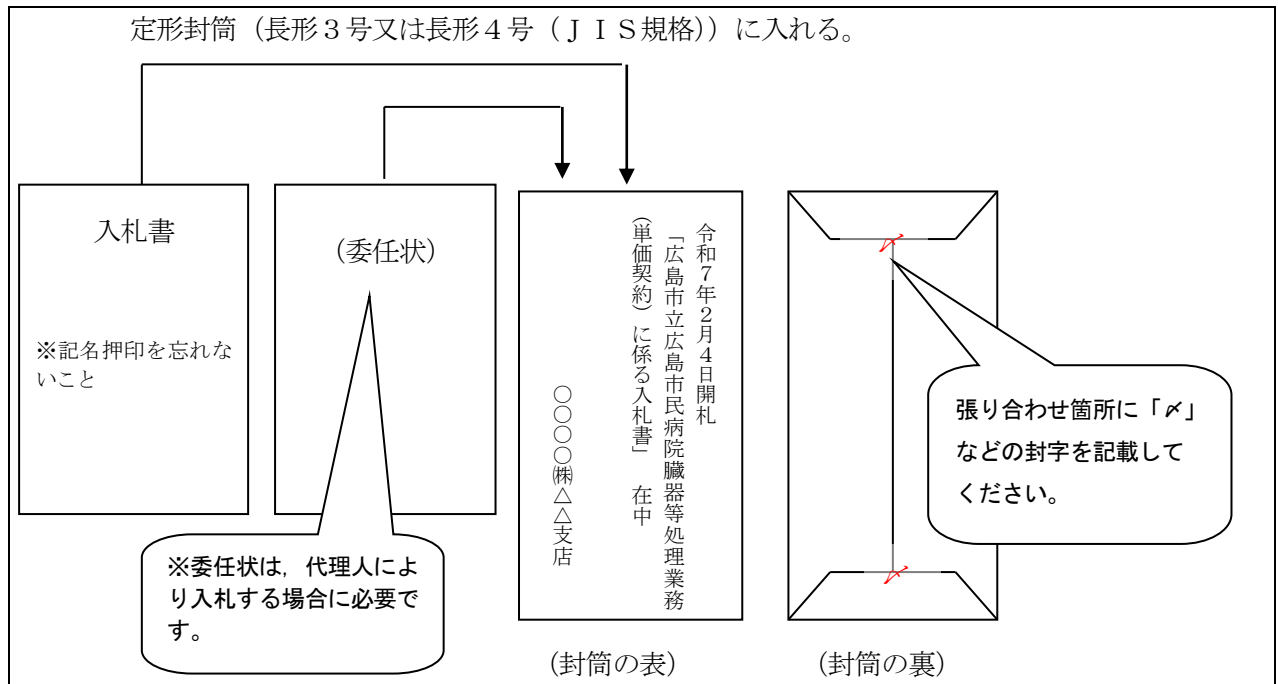 定形封筒(長形3号又は長形4号(JIS規格))に入れる。
入札書
※記名押印を忘れな
いこと
(委任状)
※委任状は,代理人によ
り入札する場合に必要で
す。
令和7年2月4日開札
「広島市立広島市民病院臓器等処理業務
(単価契約)に係る入札書」 在中
○○○○㈱△△支店
(封筒の表)
〆
〆
張り合わせ箇所に「〆」
などの封字を記載して
ください。
(封筒の裏)